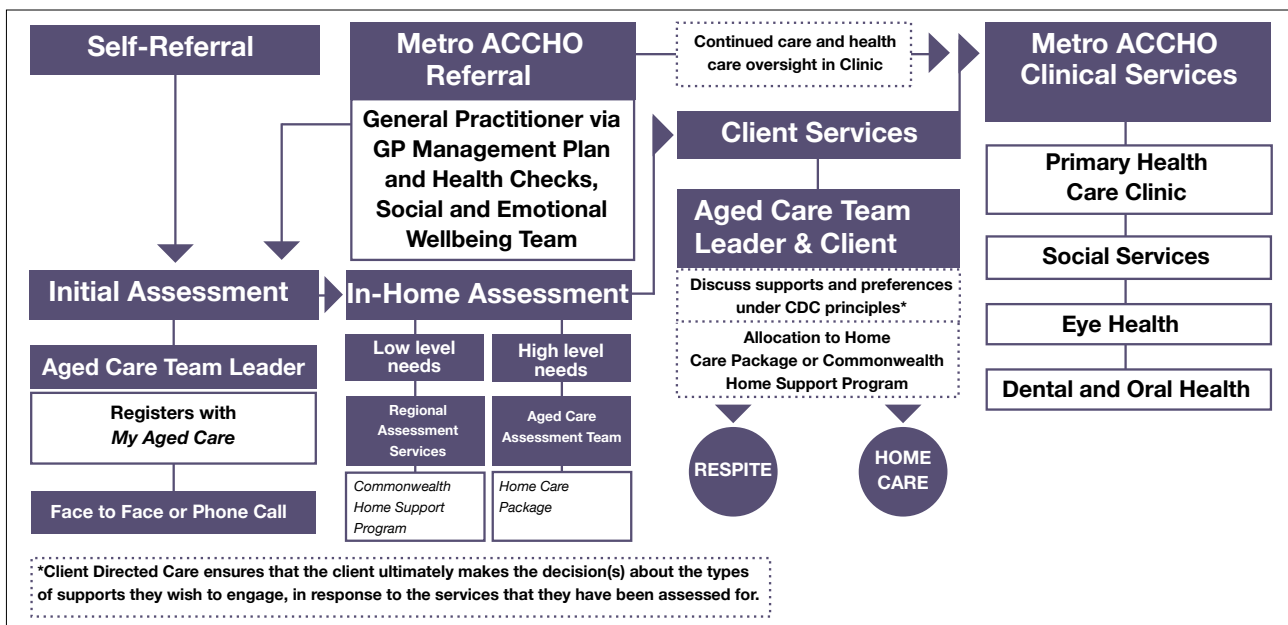 Self-Referral
Metro ACCHO
Referral
General Practitioner via
GP Management Plan
and Health Checks,
Social and Emotional
Wellbeing Team
Continued care and health
care oversight in Clinic
Metro ACCHO
Clinical Services
Primary Health
Care Clinic
Social Services
Eye Health
Dental and Oral Health
Client Services
Aged Care Team
Leader & Client
Discuss supports and preferences
under CDC principles*
Allocation to Home
Care Package or Commonwealth
Home Support Program
RESPITE
HOME
CARE
Initial Assessment
Aged Care Team Leader
Registers with
My Aged Care
Face to Face or Phone Call
In-Home Assessment
Low level
needs
Regional
Assessment
Services
Commonwealth
Home Support
Program
High level
needs
Aged Care
Assessment Team
Home Care
Package
*Client Directed Care ensures that the client ultimately makes the decision(s) about the types
of supports they wish to engage, in response to the services that they have been assessed for.